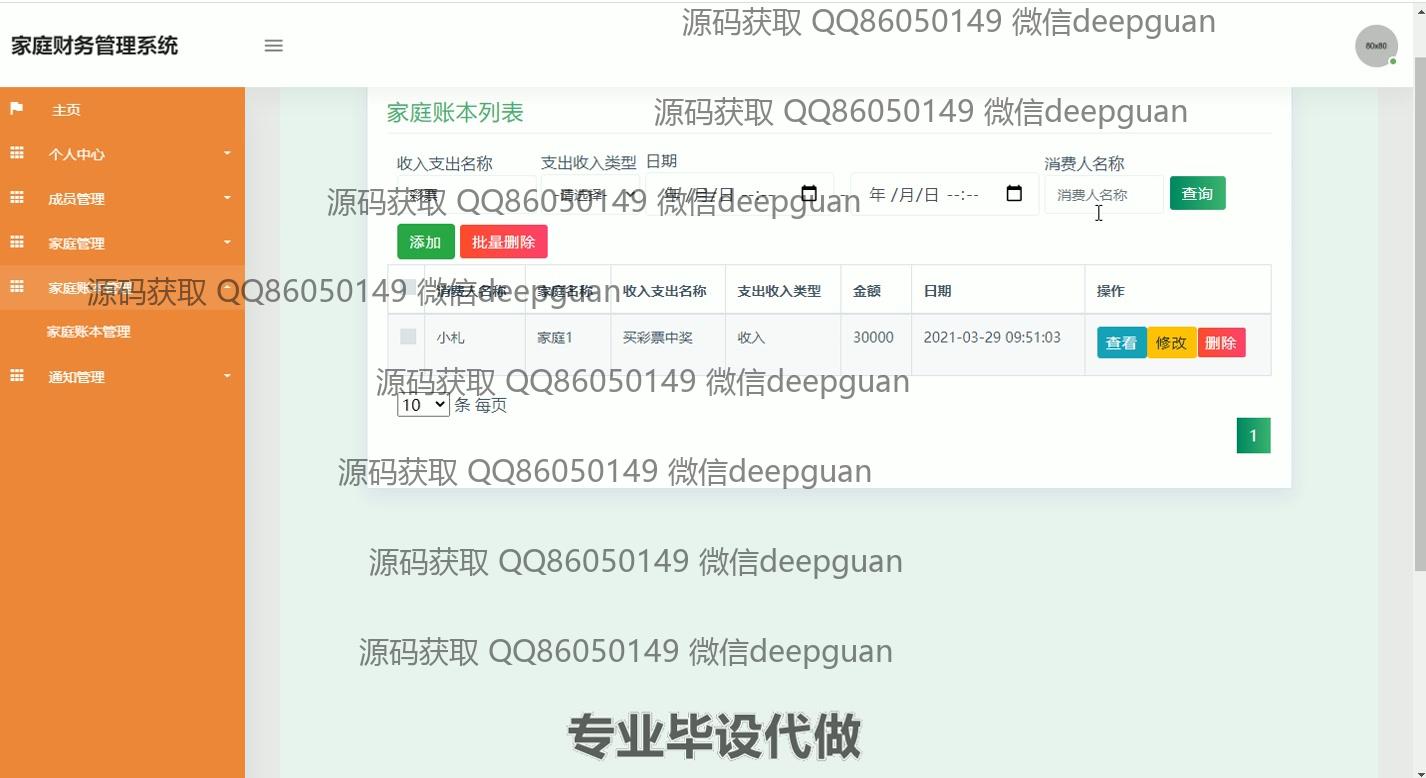 源码获取 QQ86050149 微信deepguan
家庭财务管理系统
80x80
主页
家庭账本列表
源码获取 QQ86050149 微信deepguan
个人中心
收入支出名称 支出收入类型 日期 消费人名称
成员管理
彩票 -请选择- 年/月/日 --:-- 年/月/日 --:-- 消费人名称 查询
源码获取 QQ86050149 微信deepguan
家庭管理
添加 批量删除
家庭账本管理
源码获取 QQ86050149 微信deepguan
消费人名称 家庭名称 收入支出名称 支出收入类型 金额 日期 操作
家庭账本管理
小札 家庭1 买彩票中奖 收入 30000 2021-03-29 09:51:03 查看 修改 删除
通知管理
源码获取 QQ86050149 微信deepguan
10 条 每页
1
源码获取 QQ86050149 微信deepguan
源码获取 QQ86050149 微信deepguan
源码获取 QQ86050149 微信deepguan
专业毕设代做